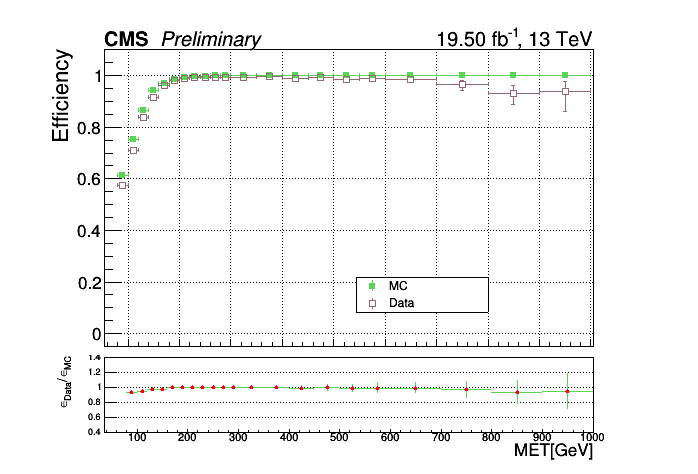 CMS Preliminary 19.50 fb⁻¹, 13 TeV
Efficiency
1
0.8
0.6
0.4
0.2
0
MC
Data
ε_Data/ε_MC
1.4
1.2
1
0.8
0.6
0.4
100 200 300 400 500 600 700 800 900 1000
MET[GeV]